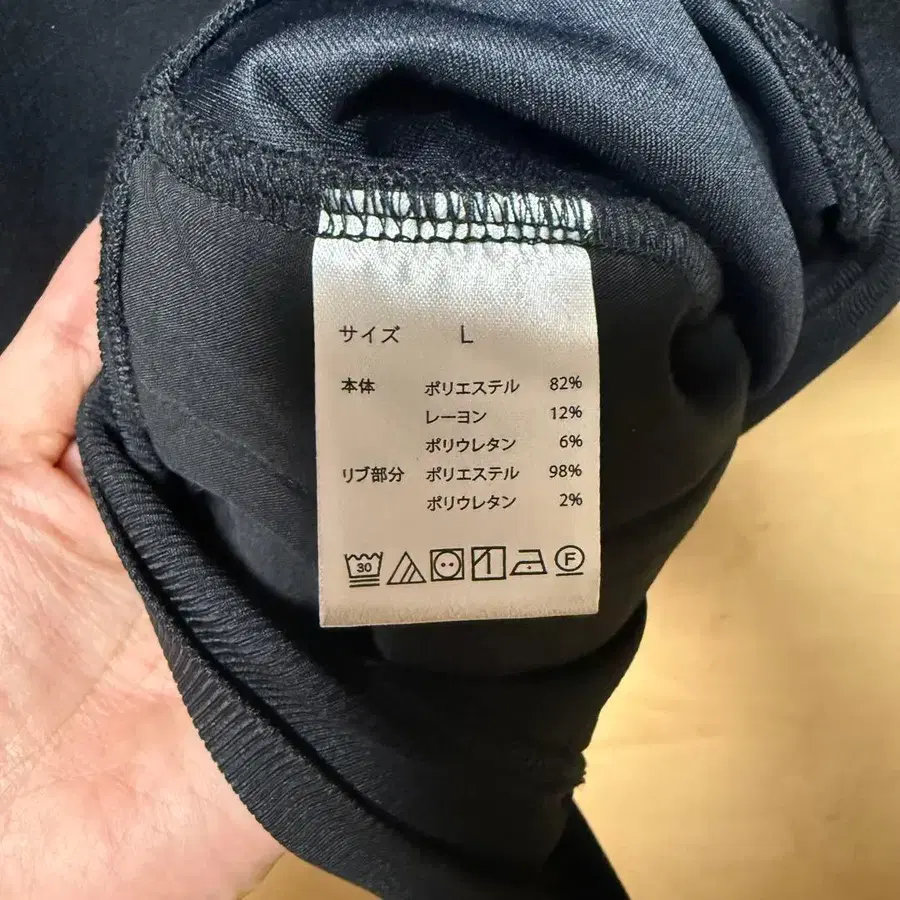 サイズ L
本体 ポリエステル 82%
レーヨン 12%
ポリウレタン 6%
リブ部分 ポリエステル 98%
ポリウレタン 2%
30 F